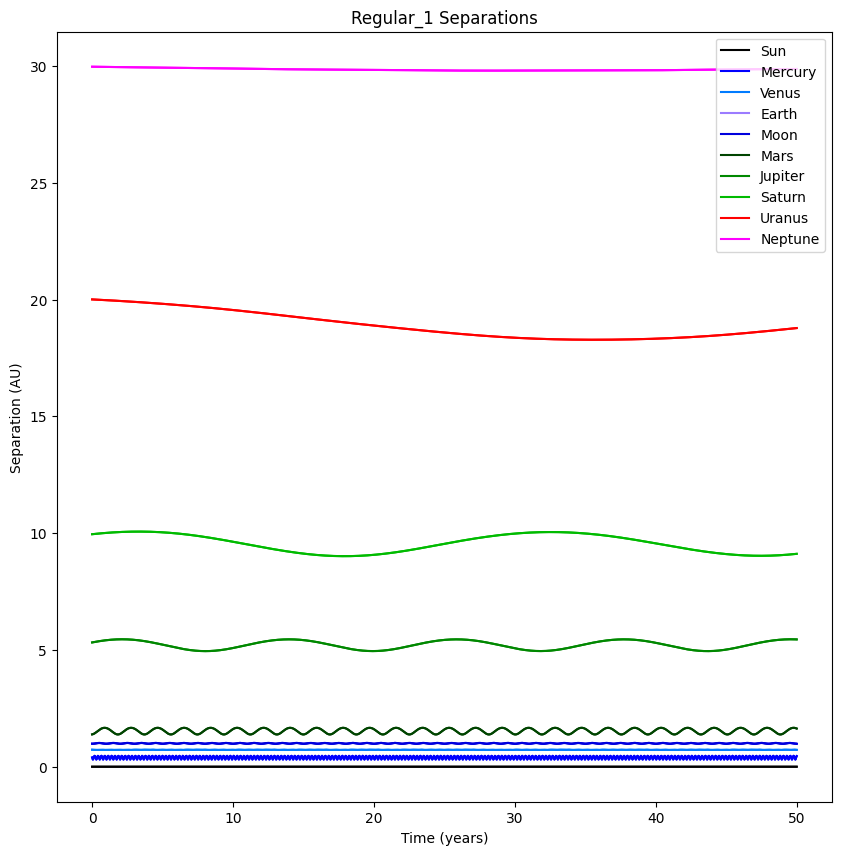 Regular_1 Separations
Sun
Mercury
Venus
Earth
Moon
Mars
Jupiter
Saturn
Uranus
Neptune
30
25
20
15
10
5
0
Separation (AU)
0 10 20 30 40 50
Time (years)